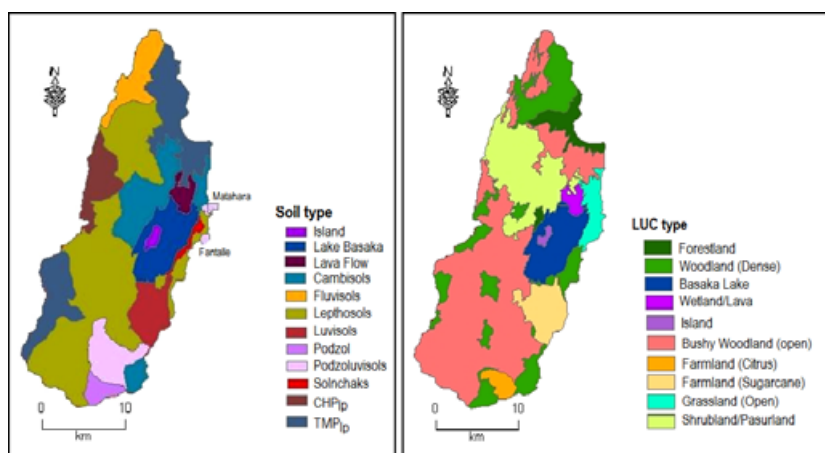 N
Matahara
Fantalle
Soil type
Island
Lake Basaka
Lava Flow
Cambisols
Fluvisols
Lepthosols
Luvisols
Podzol
Podzoluvisols
Solnchaks
CHPlp
TMPlp
0 10
km
N
LUC type
Forestland
Woodland (Dense)
Basaka Lake
Wetland/Lava
Island
Bushy Woodland (open)
Farmland (Citrus)
Farmland (Sugarcane)
Grassland (Open)
Shrubland/Pasurland
0 10
km